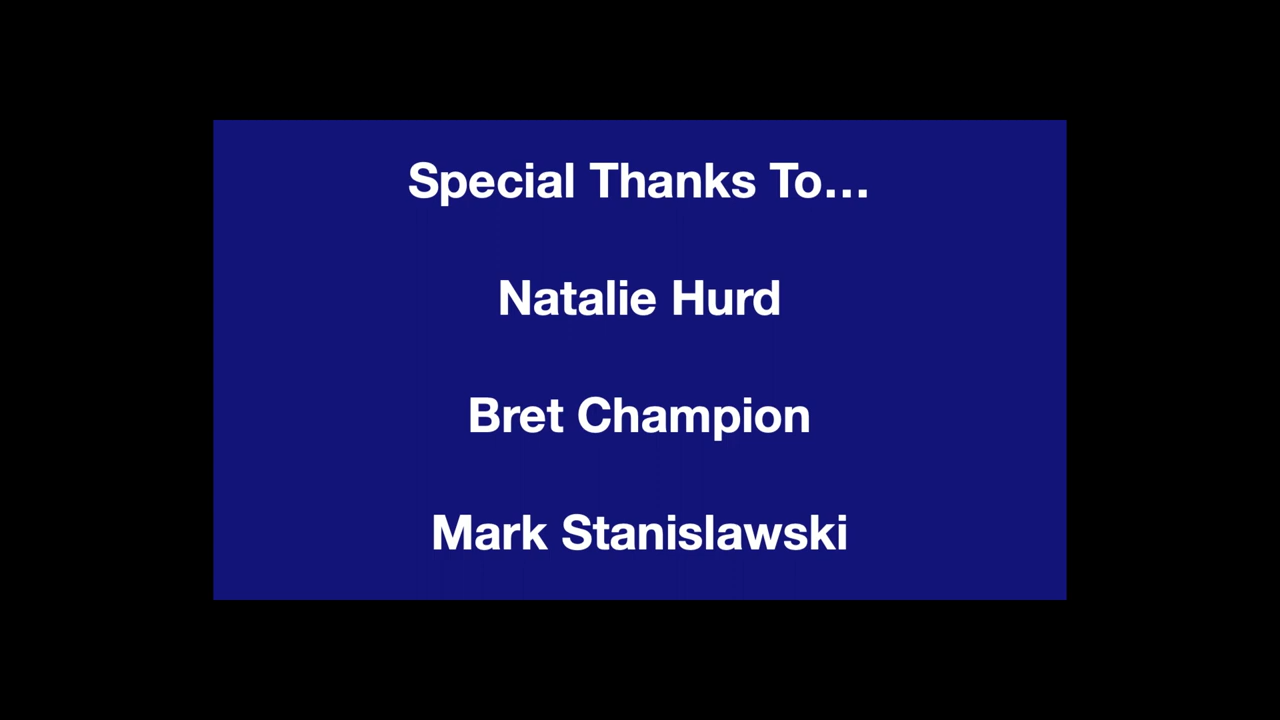 Special Thanks To…
Natalie Hurd
Bret Champion
Mark Stanislawski